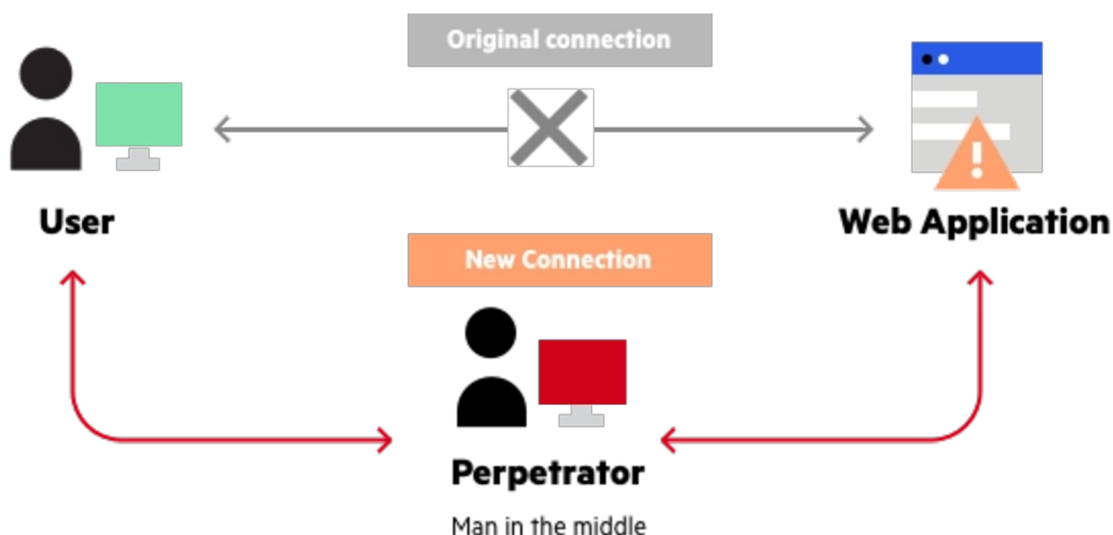 Original connection
User
Web Application
New Connection
Perpetrator
Man in the middle